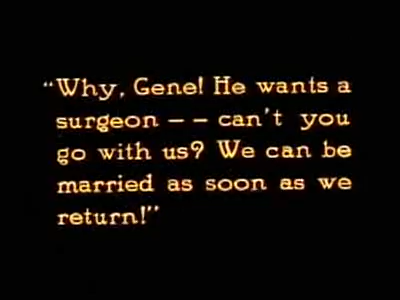 "Why, Gene! He wants a
surgeon -- can't you
go with us? We can be
married as soon as we
return!"